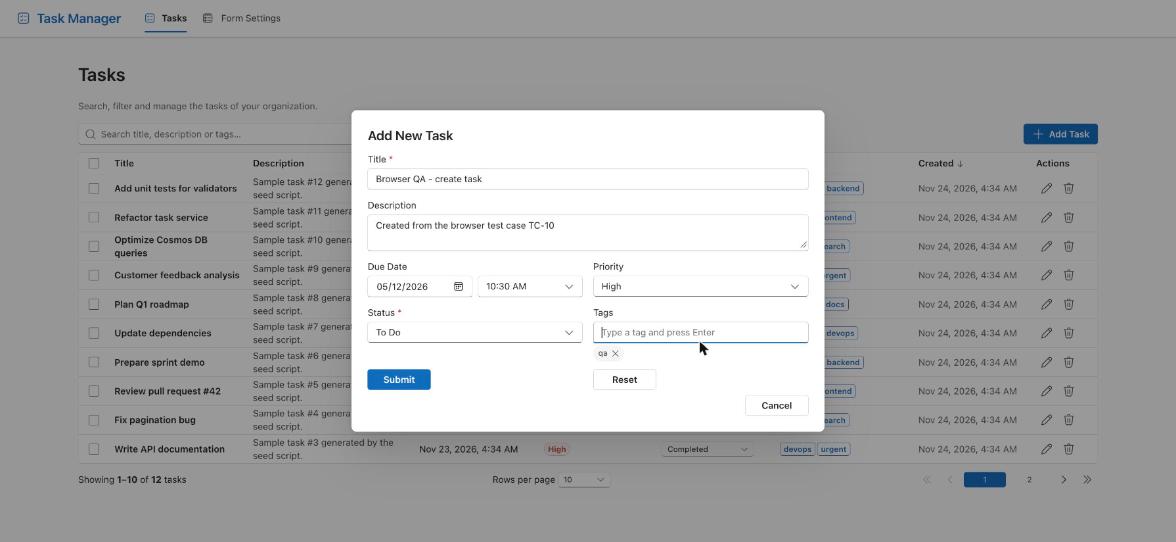 Task Manager
Tasks
Form Settings
Tasks
Search, filter and manage the tasks of your organization.
Search title, description or tags...
Add Task
Title
Description
Created ↓
Actions
Add unit tests for validators
Sample task #12
seed script.
backend
Nov 24, 2026, 4:34 AM
Refactor task service
Sample task #11
seed script.
Nov 24, 2026, 4:34 AM
Optimize Cosmos DB
queries
Sample task #10
seed script.
Nov 24, 2026, 4:34 AM
Customer feedback analysis
Sample task #9
seed script.
Nov 24, 2026, 4:34 AM
Plan Q1 roadmap
Sample task #8
seed script.
docs
Nov 24, 2026, 4:34 AM
Update dependencies
Sample task #7
seed script.
devops
Nov 24, 2026, 4:34 AM
Prepare sprint demo
Sample task #6
seed script.
backend
Nov 24, 2026, 4:34 AM
Review pull request #42
Sample task #5
seed script.
Nov 24, 2026, 4:34 AM
Fix pagination bug
Sample task #4
seed script.
Nov 24, 2026, 4:34 AM
Write API documentation
Sample task #3 generated by the
seed script.
Nov 23, 2026, 4:34 AM
High
Completed
devops
urgent
Nov 24, 2026, 4:34 AM
Showing 1–10 of 12 tasks
Rows per page
10
1
2
Add New Task
Title *
Browser QA - create task
Description
Created from the browser test case TC-10
Due Date
Priority
05/12/2026
10:30 AM
High
Status *
Tags
To Do
Type a tag and press Enter
qa
Submit
Reset
Cancel